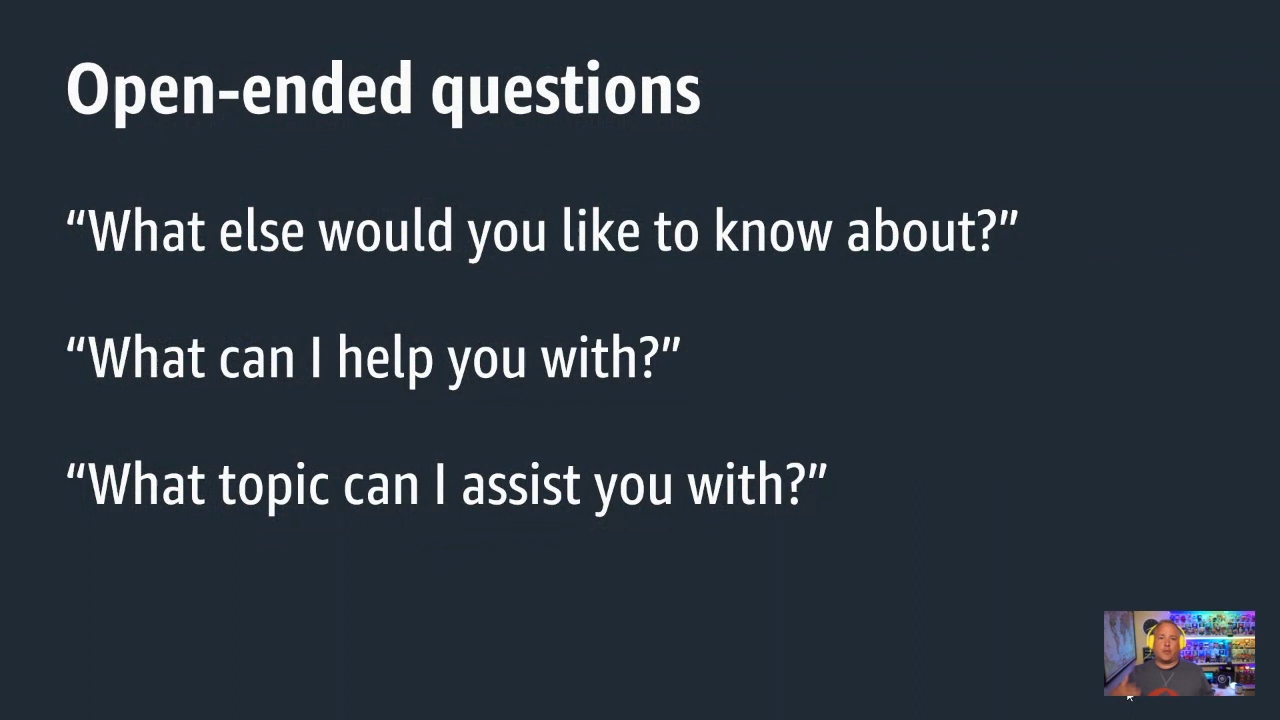 Open-ended questions
“What else would you like to know about?”
“What can I help you with?”
“What topic can I assist you with?”